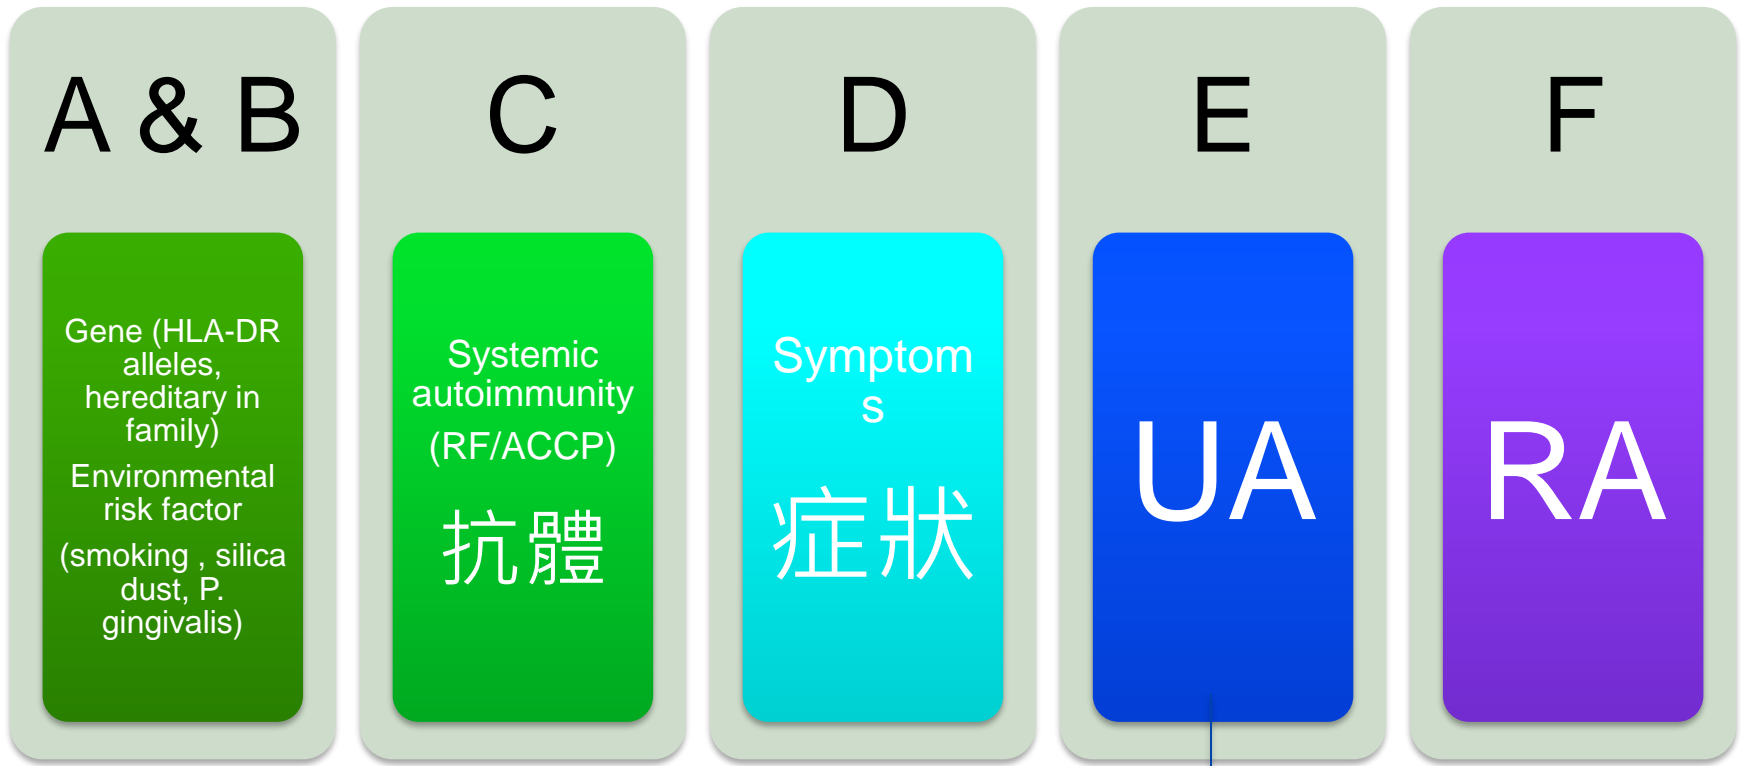 A & B
Gene (HLA-DR
alleles,
hereditary in
family)
Environmental
risk factor
(smoking , silica
dust, P.
gingivalis)
C
Systemic
autoimmunity
(RF/ACCP)
抗體
D
Symptom
s
症狀
E
UA
F
RA